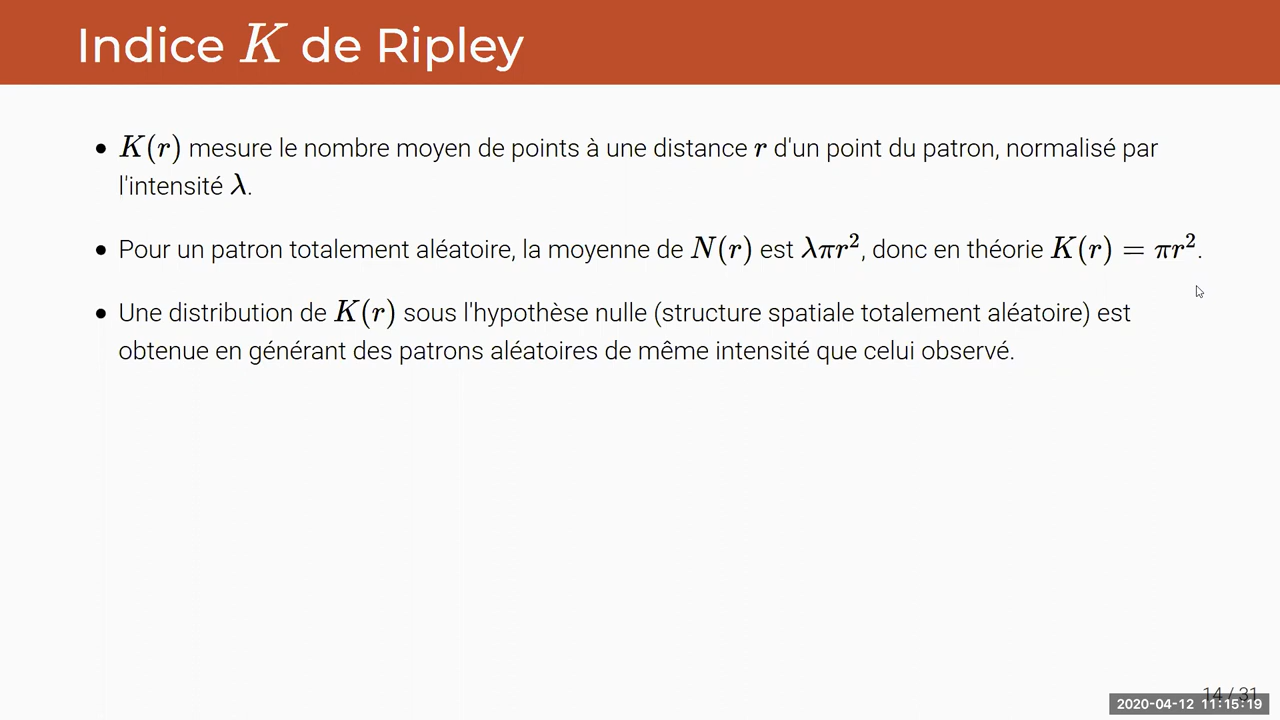 Indice K de Ripley
• K(r) mesure le nombre moyen de points à une distance r d'un point du patron, normalisé par
l'intensité λ.
• Pour un patron totalement aléatoire, la moyenne de N(r) est λπr², donc en théorie K(r) = πr².
• Une distribution de K(r) sous l'hypothèse nulle (structure spatiale totalement aléatoire) est
obtenue en générant des patrons aléatoires de même intensité que celui observé.
14 / 31
2020-04-12 11:15:19